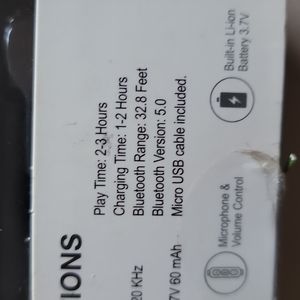 IONS
Play Time: 2-3 Hours
Charging Time: 1-2 Hours
Bluetooth Range: 32.8 Feet
Bluetooth Version: 5.0
Micro USB cable included.
20 KHz
7V 60 mAh
Microphone &
Volume Control
Built-in Li-ion
Battery 3.7V